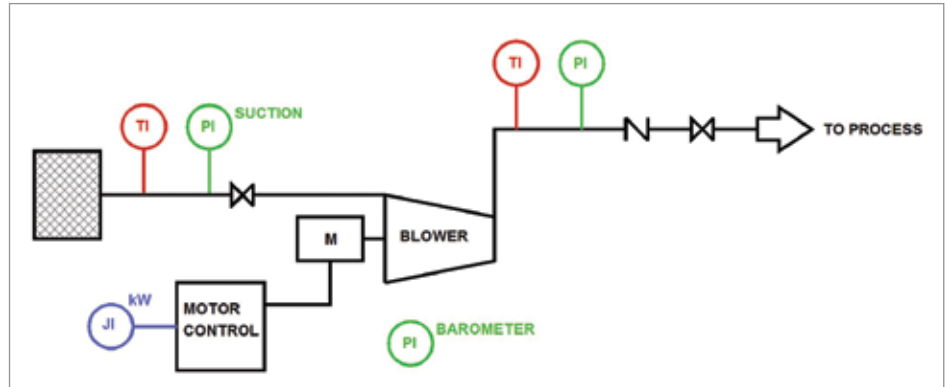 TI
PI
TI
PI
SUCTION
TO PROCESS
M
BLOWER
kW
JI
MOTOR
CONTROL
PI
BAROMETER